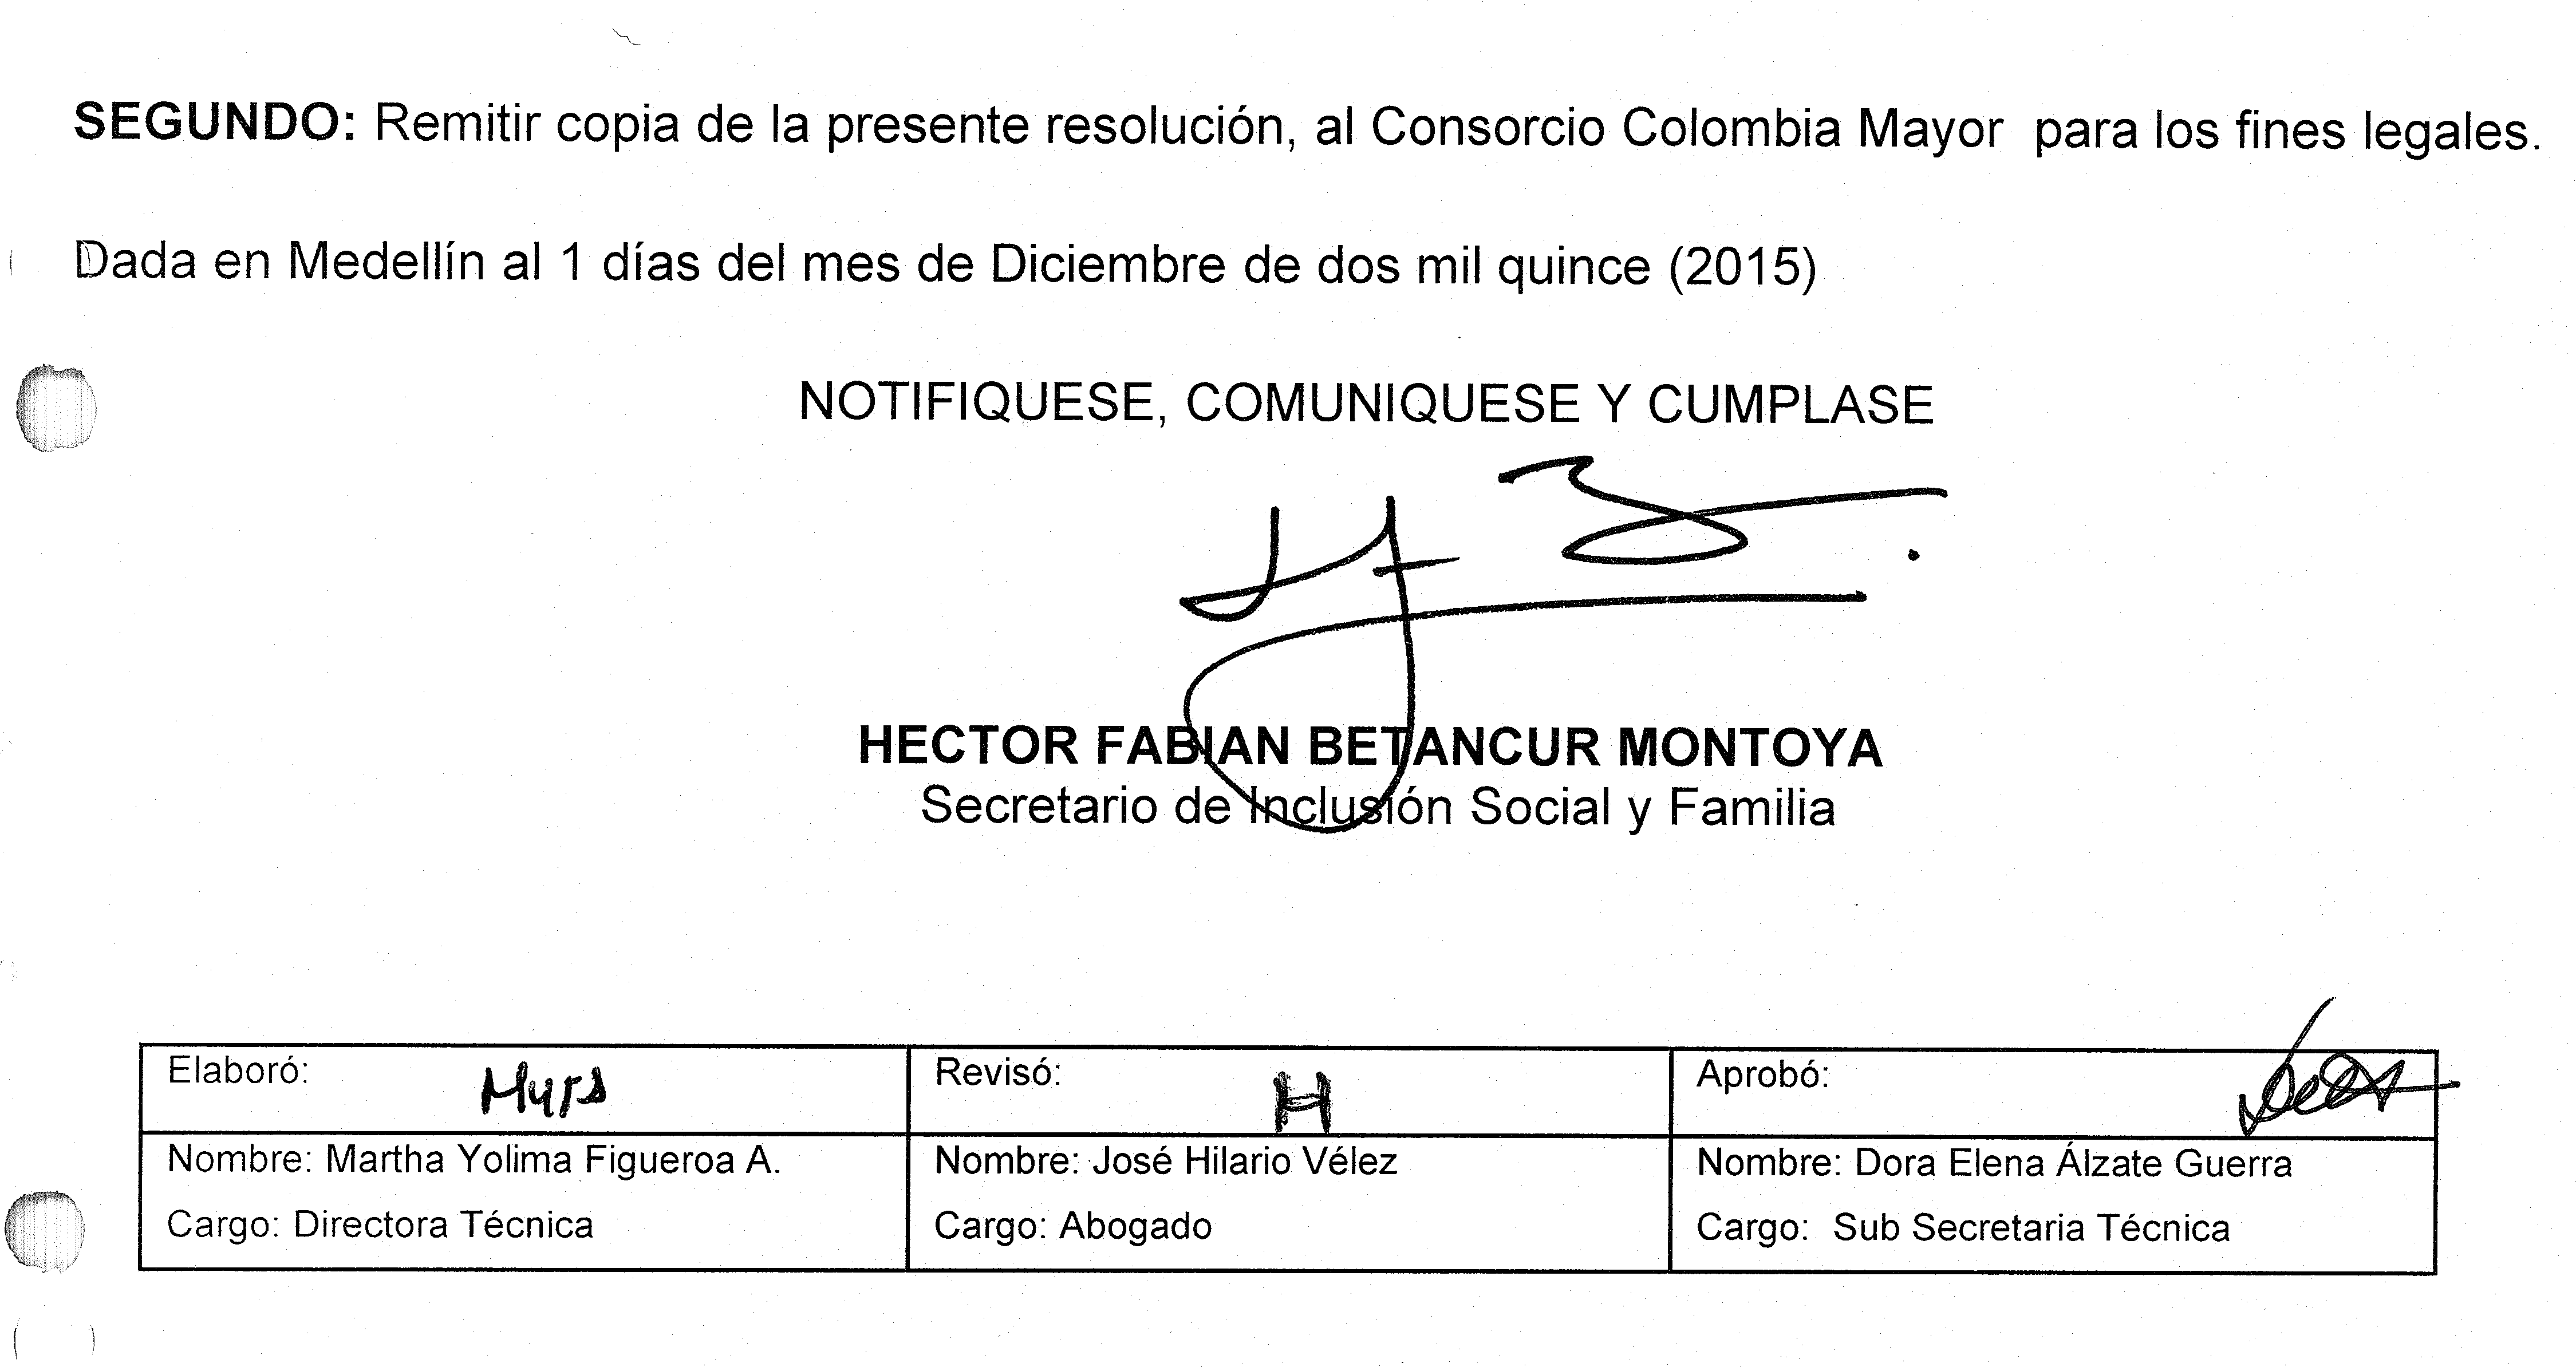 SEGUNDO: Remitir copia de la presente resolución, al Consorcio Colombia Mayor para los fines legales.
Dada en Medellín al 1 días del mes de Diciembre de dos mil quince (2015)
NOTIFIQUESE, COMUNIQUESE Y CUMPLASE
HECTOR FABIAN BETANCUR MONTOYA
Secretario de Inclusión Social y Familia
Elaboró:
Revisó:
Aprobó:
Nombre: Martha Yolima Figueroa A.
Cargo: Directora Técnica
Nombre: José Hilario Vélez
Cargo: Abogado
Nombre: Dora Elena Álzate Guerra
Cargo: Sub Secretaria Técnica